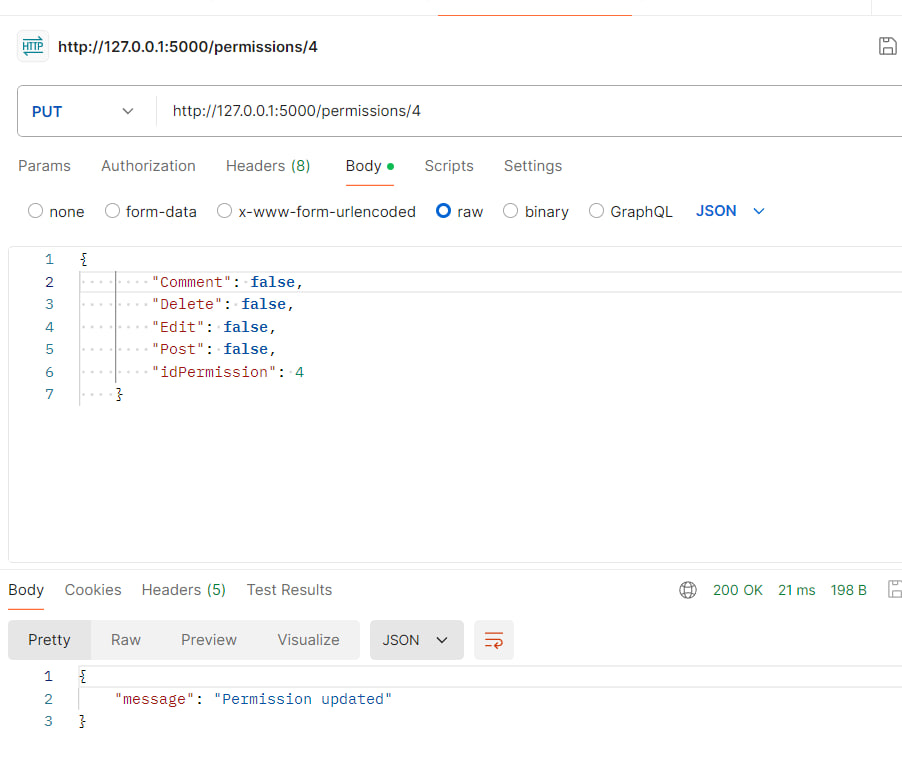 HTTP http://127.0.0.1:5000/permissions/4
PUT http://127.0.0.1:5000/permissions/4
Params Authorization Headers (8) Body Scripts Settings
none form-data x-www-form-urlencoded raw binary GraphQL JSON
1 {
2 "Comment": false,
3 "Delete": false,
4 "Edit": false,
5 "Post": false,
6 "idPermission": 4
7 }
Body Cookies Headers (5) Test Results 200 OK 21 ms 198 B
Pretty Raw Preview Visualize JSON
1 {
2 "message": "Permission updated"
3 }